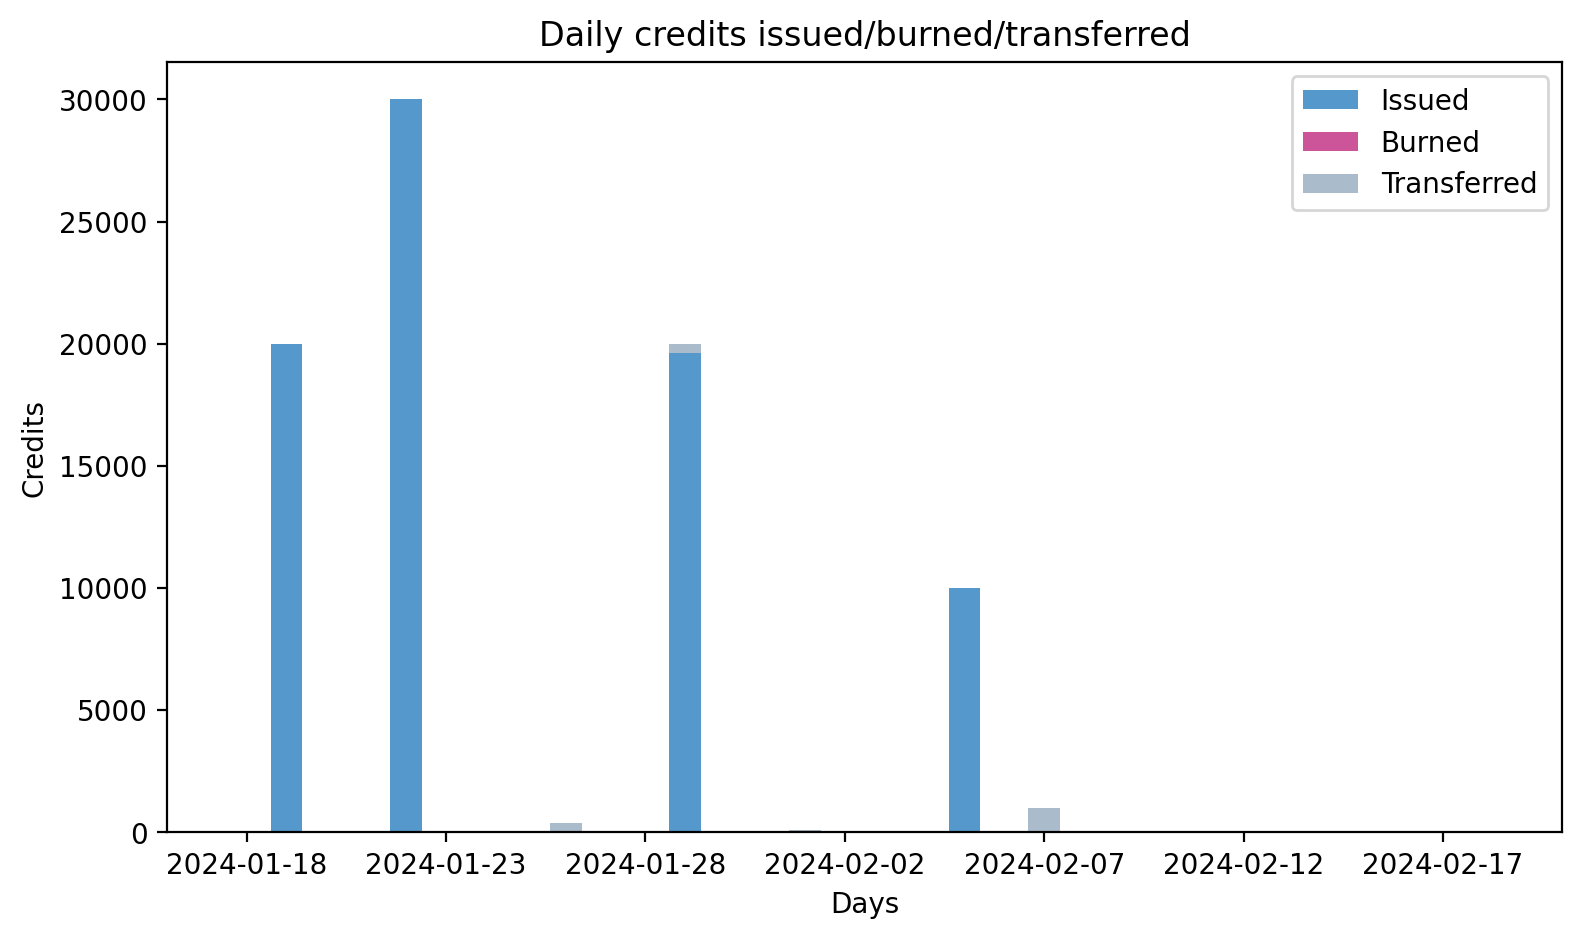 Daily credits issued/burned/transferred
Issued
Burned
Transferred
30000
25000
20000
15000
10000
5000
0
Credits
2024-01-18 2024-01-23 2024-01-28 2024-02-02 2024-02-07 2024-02-12 2024-02-17
Days